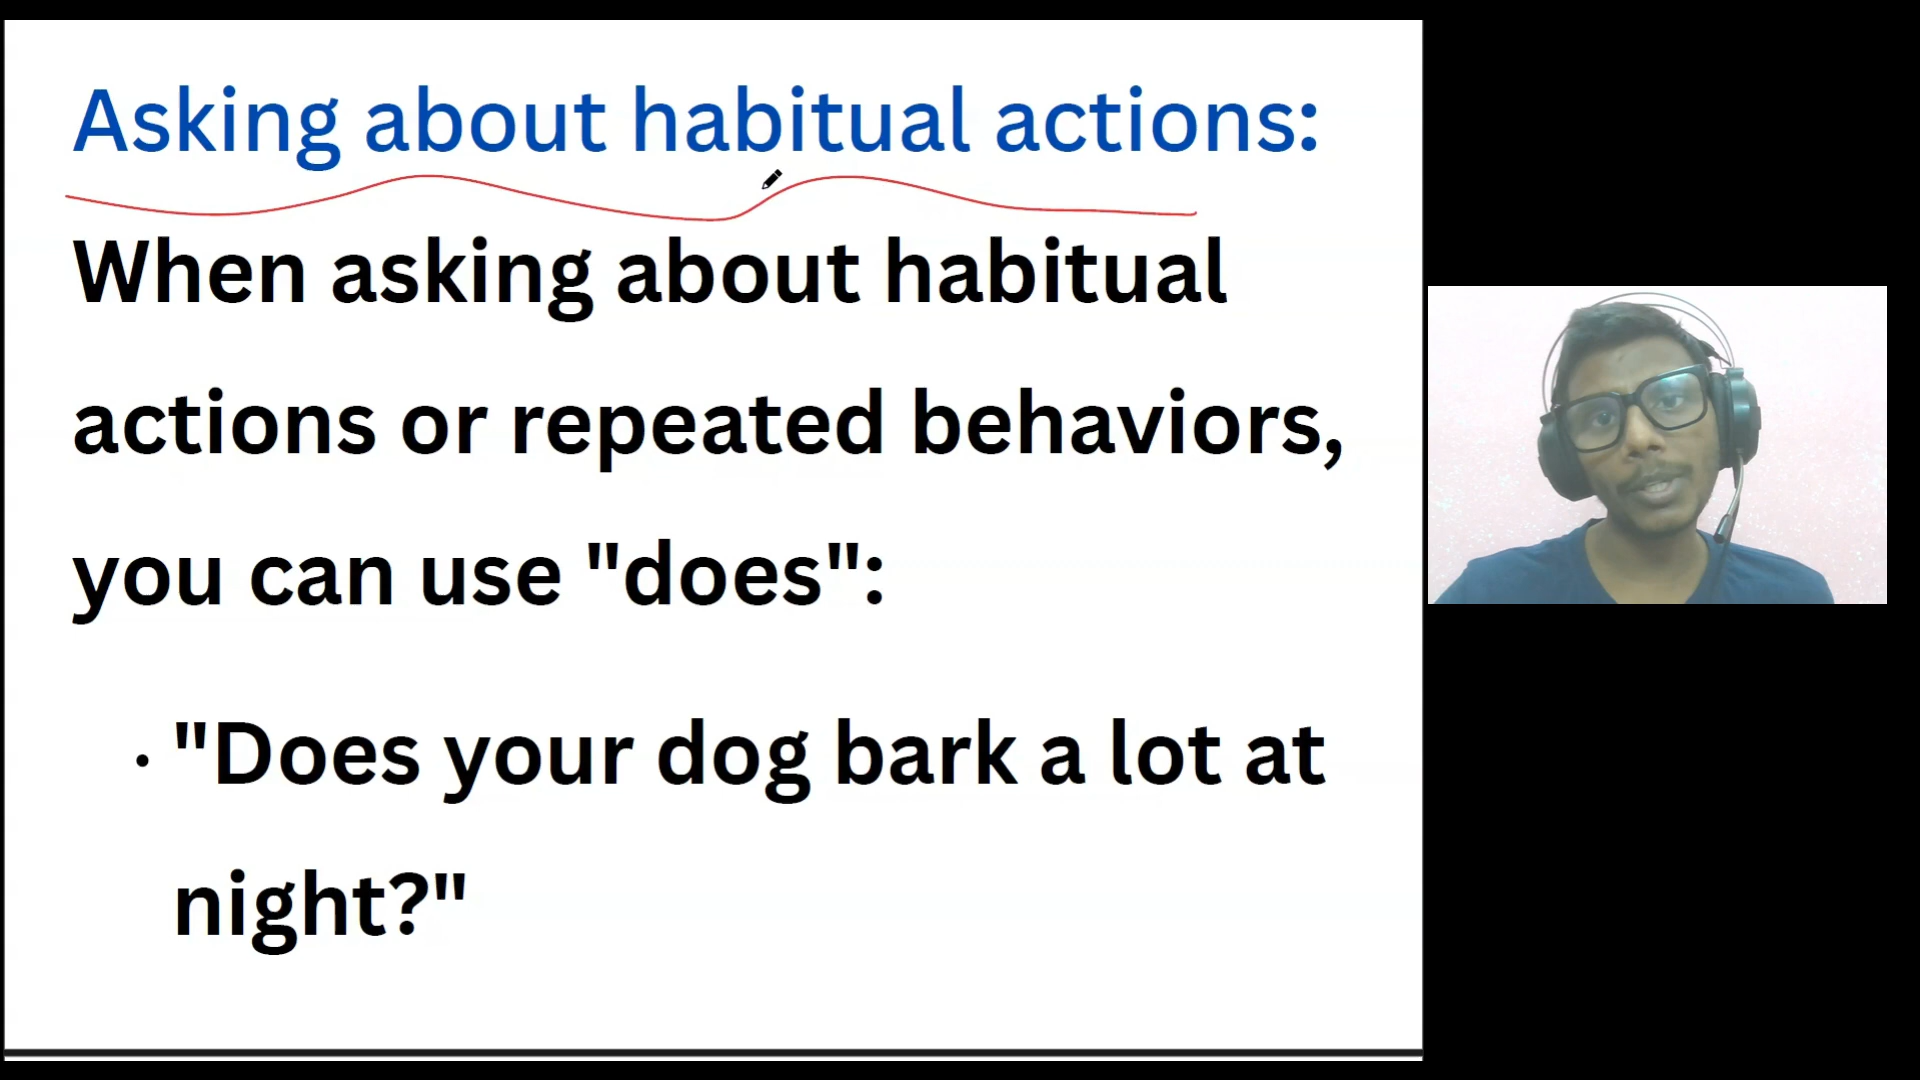 Asking about habitual actions:
When asking about habitual
actions or repeated behaviors,
you can use "does":
· "Does your dog bark a lot at
night?"